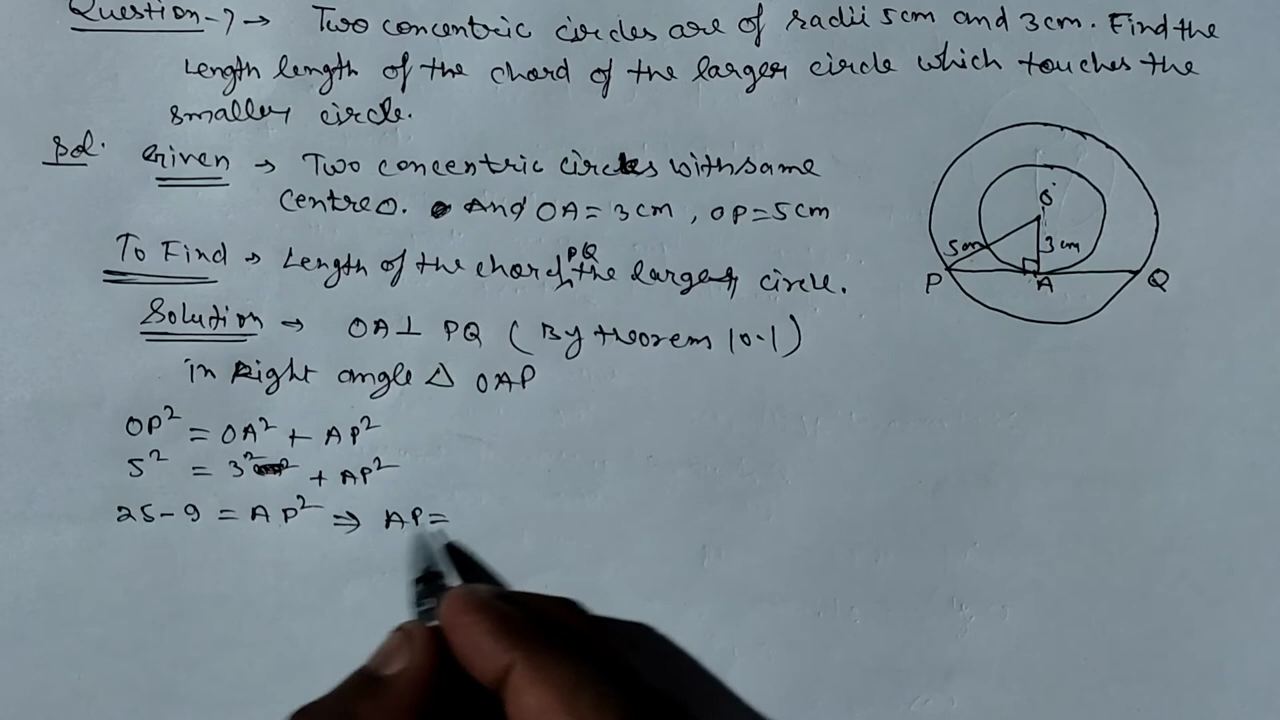 Question-7 → Two concentric circles are of radii 5cm and 3cm. Find the
Length length of the chord of the larger circle which touches the
smaller circle.
Sol. Given → Two concentric circles with same
Centre O. And OA = 3cm, OP = 5cm
To Find → Length of the chord PQ the larger circle.
Solution → OA ⊥ PQ (By theorem 10.1)
in Right angle △ OAP
OP² = OA² + AP²
5² = 3² + AP²
25 - 9 = AP² ⇒ AP =
O
5cm
3cm
P
A
Q